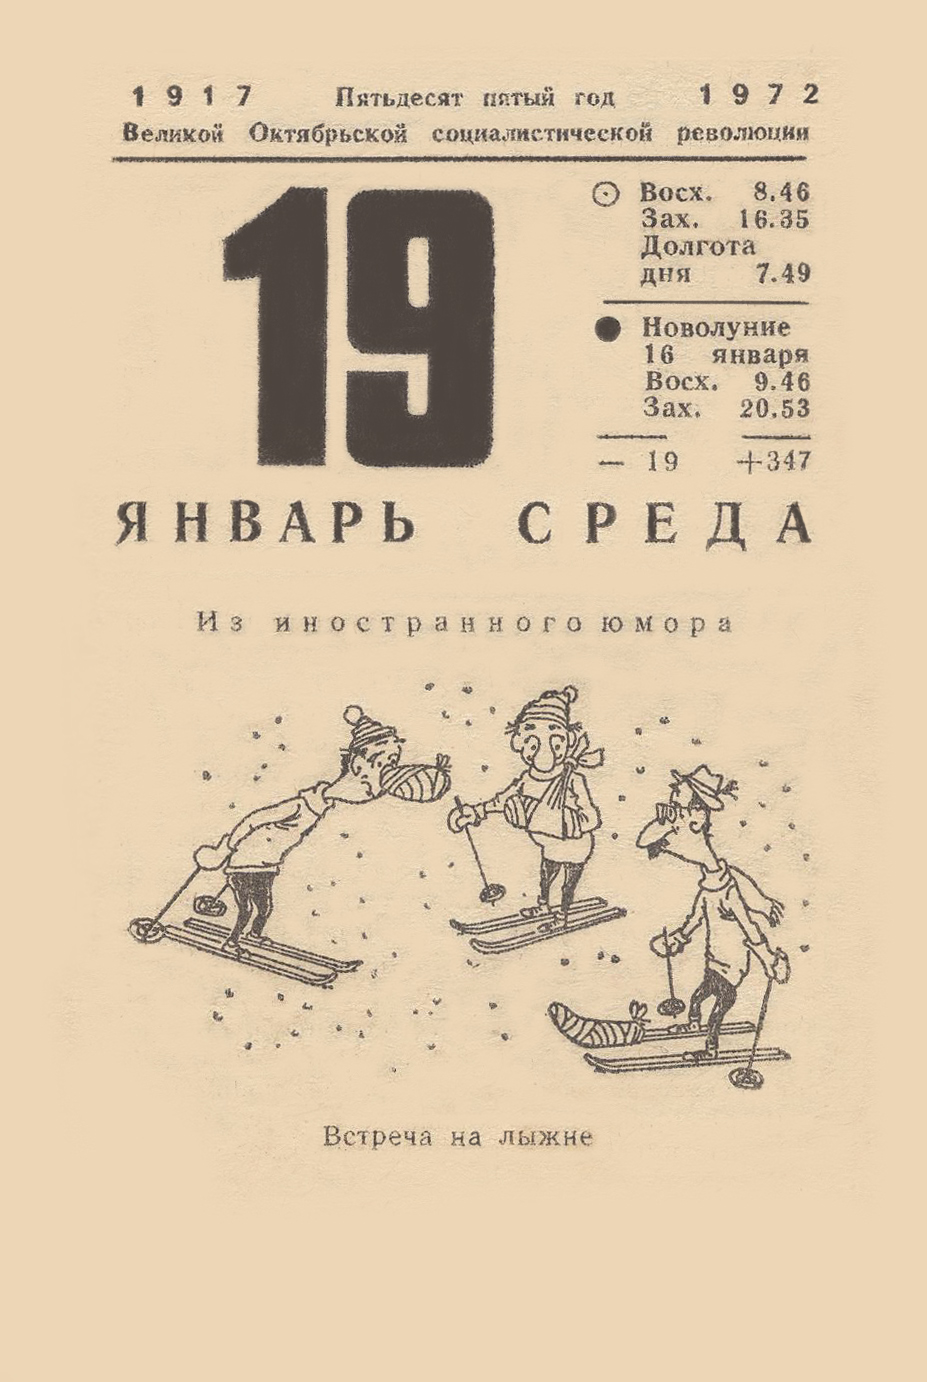 1917 Пятьдесят пятый год 1972
Великой Октябрьской социалистической революции
19
Восх. 8.46
Зах. 16.35
Долгота
дня 7.49
Новолуние
16 января
Восх. 9.46
Зах. 20.53
— 19 +347
ЯНВАРЬ СРЕДА
Из иностранного юмора
Встреча на лыжне